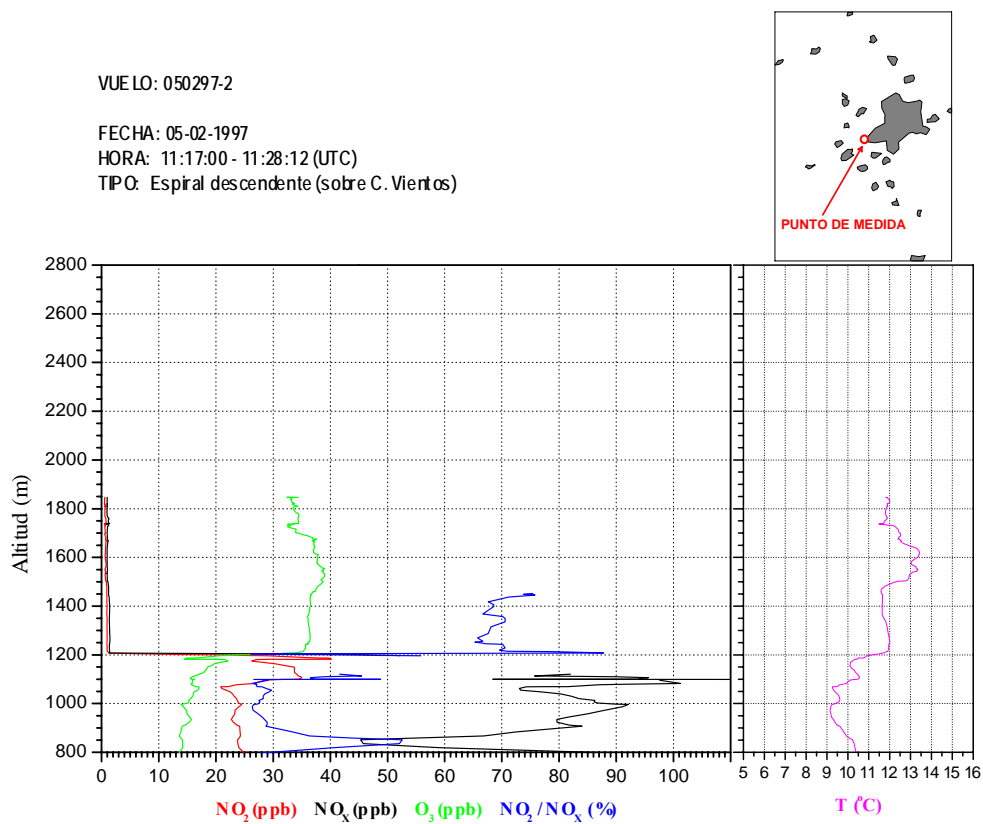 VUELO: 050297-2
FECHA: 05-02-1997
HORA: 11:17:00 - 11:28:12 (UTC)
TIPO: Espiral descendente (sobre C. Vientos)
PUNTO DE MEDIDA
Altitud (m)
2800
2600
2400
2200
2000
1800
1600
1400
1200
1000
800
0 10 20 30 40 50 60 70 80 90 100
5 6 7 8 9 10 11 12 13 14 15 16
NO2 (ppb) NOX (ppb) O3 (ppb) NO2 / NOX (%)
T (°C)